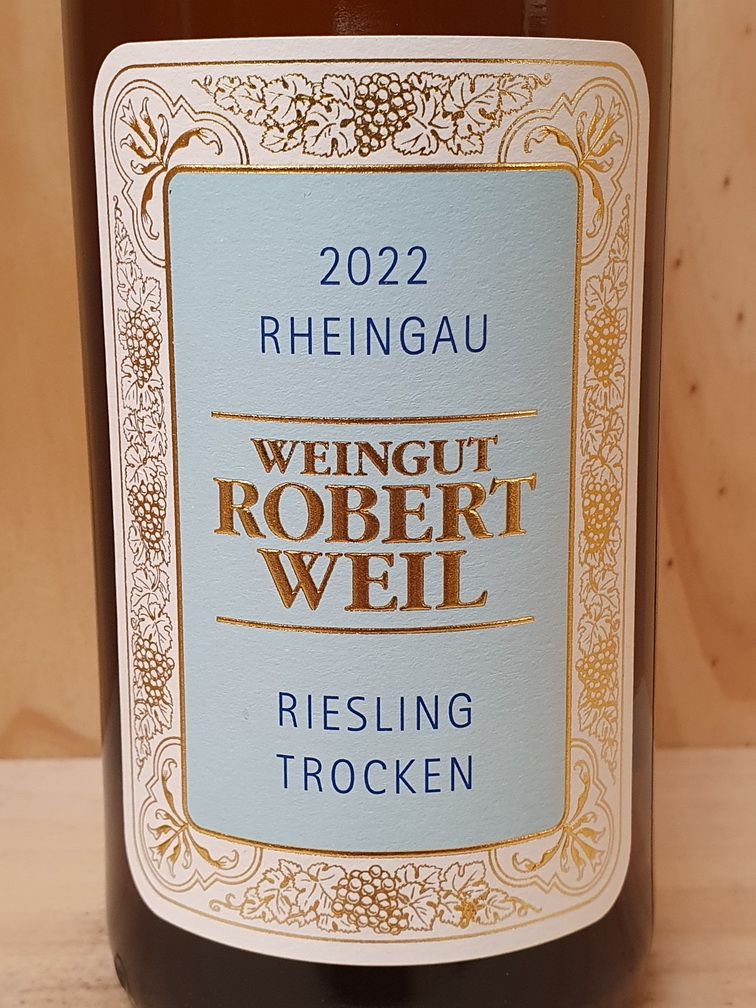 2022
RHEINGAU
WEINGUT
ROBERT
WEIL
RIESLING
TROCKEN